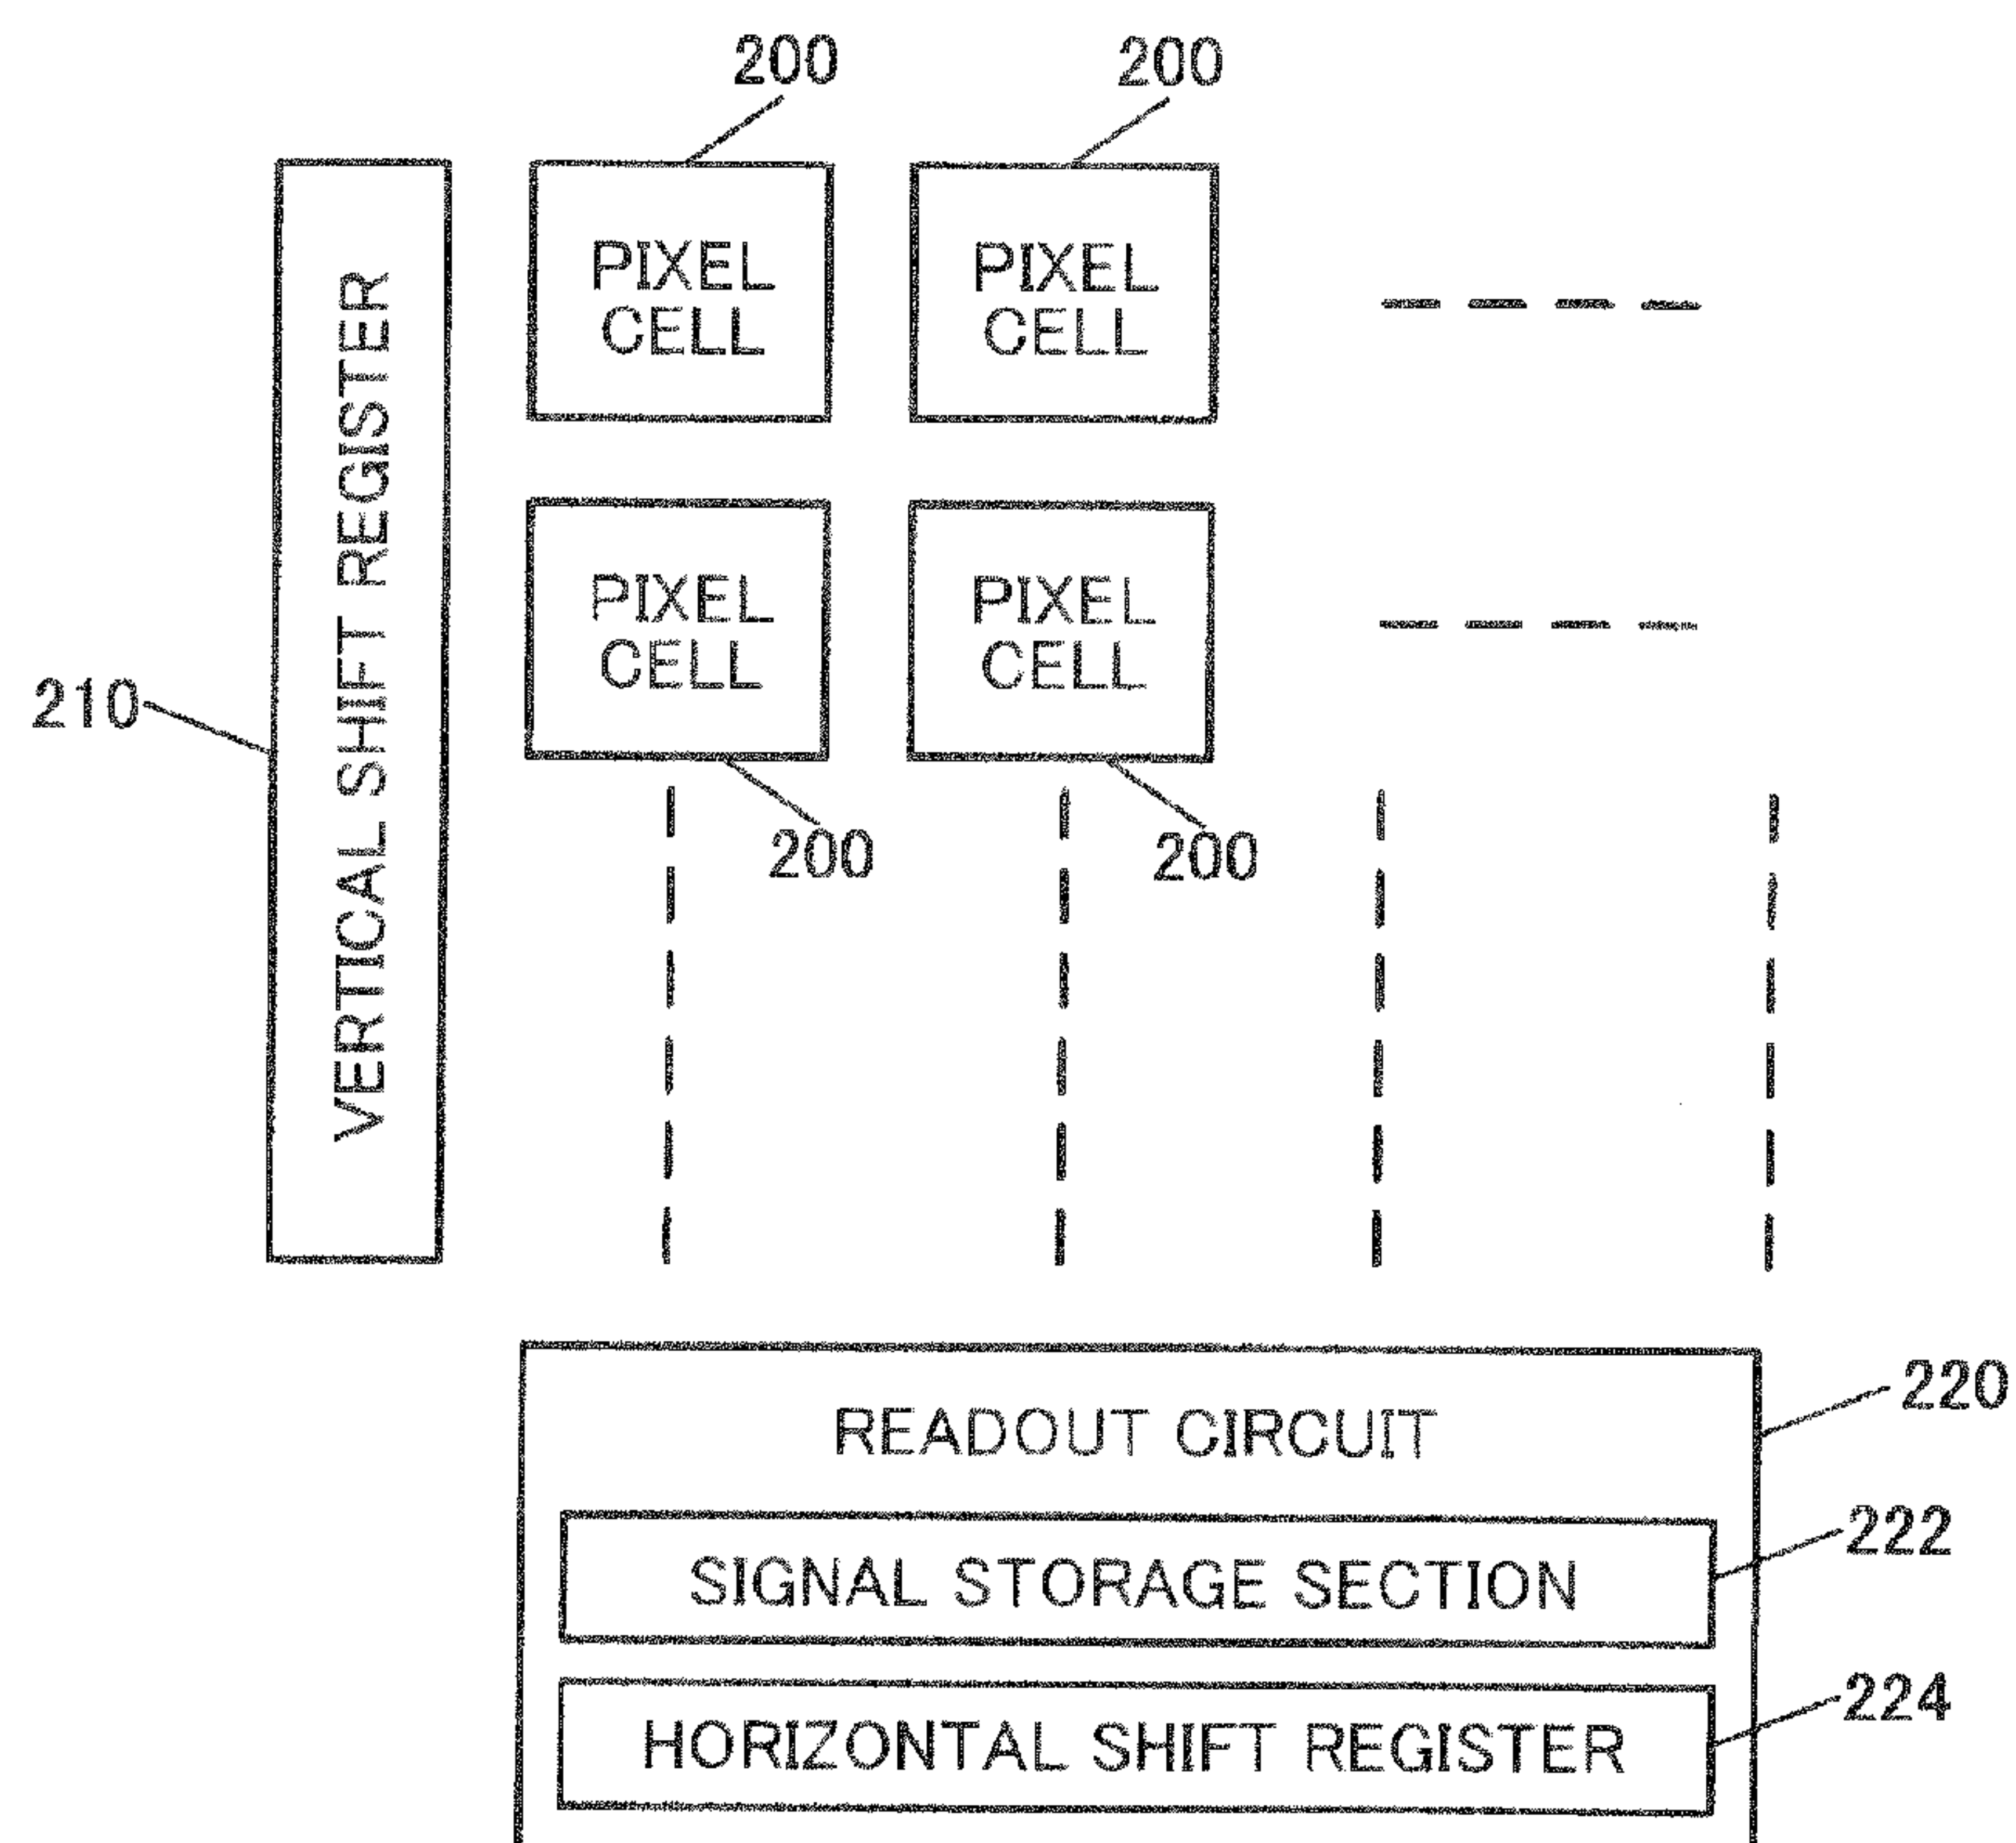 200
200
PIXEL
CELL
PIXEL
CELL
VERTICAL SHIFT REGISTER
PIXEL
CELL
PIXEL
CELL
210
200
200
READOUT CIRCUIT
220
SIGNAL STORAGE SECTION
222
HORIZONTAL SHIFT REGISTER
224